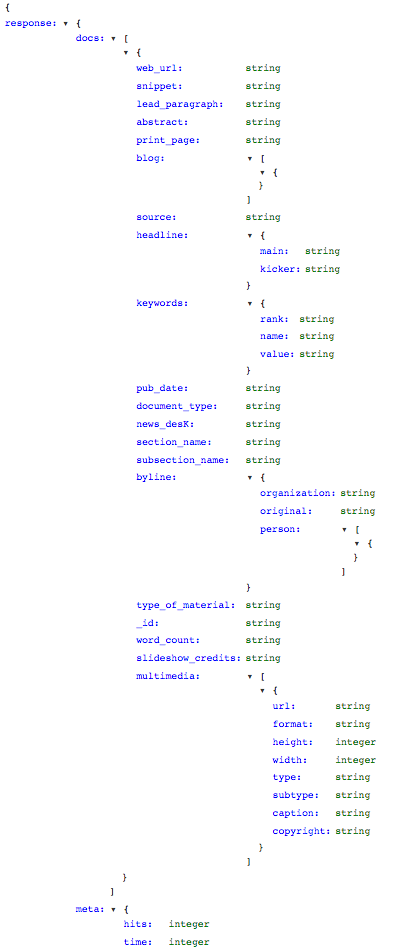 {
response: ▼ {
docs: ▼ [
▼ {
web_url: string
snippet: string
lead_paragraph: string
abstract: string
print_page: string
blog: ▼ [
▼ {
}
]
source: string
headline: ▼ {
main: string
kicker: string
}
keywords: ▼ {
rank: string
name: string
value: string
}
pub_date: string
document_type: string
news_desK: string
section_name: string
subsection_name: string
byline: ▼ {
organization: string
original: string
person: ▼ [
▼ {
}
]
}
type_of_material: string
_id: string
word_count: string
slideshow_credits: string
multimedia: ▼ [
▼ {
url: string
format: string
height: integer
width: integer
type: string
subtype: string
caption: string
copyright: string
}
]
}
]
meta: ▼ {
hits: integer
time: integer